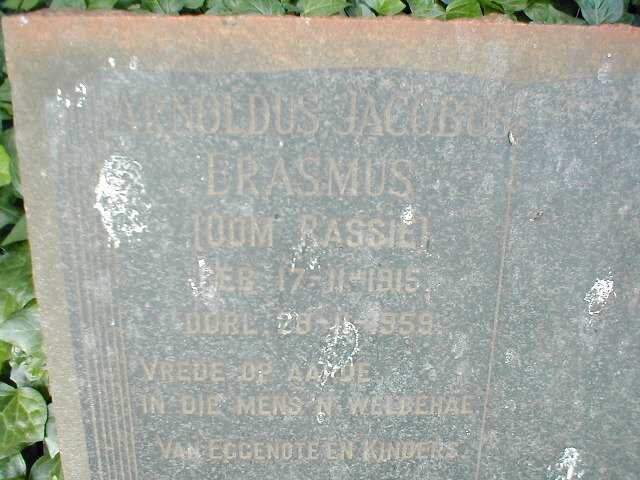 ARNOLDUS JACOBUS
ERASMUS
(OOM RASSIE)
GEB 17-11-1915.
OORL. 28-11-1959
VREDE OP AARDE
IN DIE MENS 'N WELBEHAE
VAN EGGENOTE EN KINDERS.